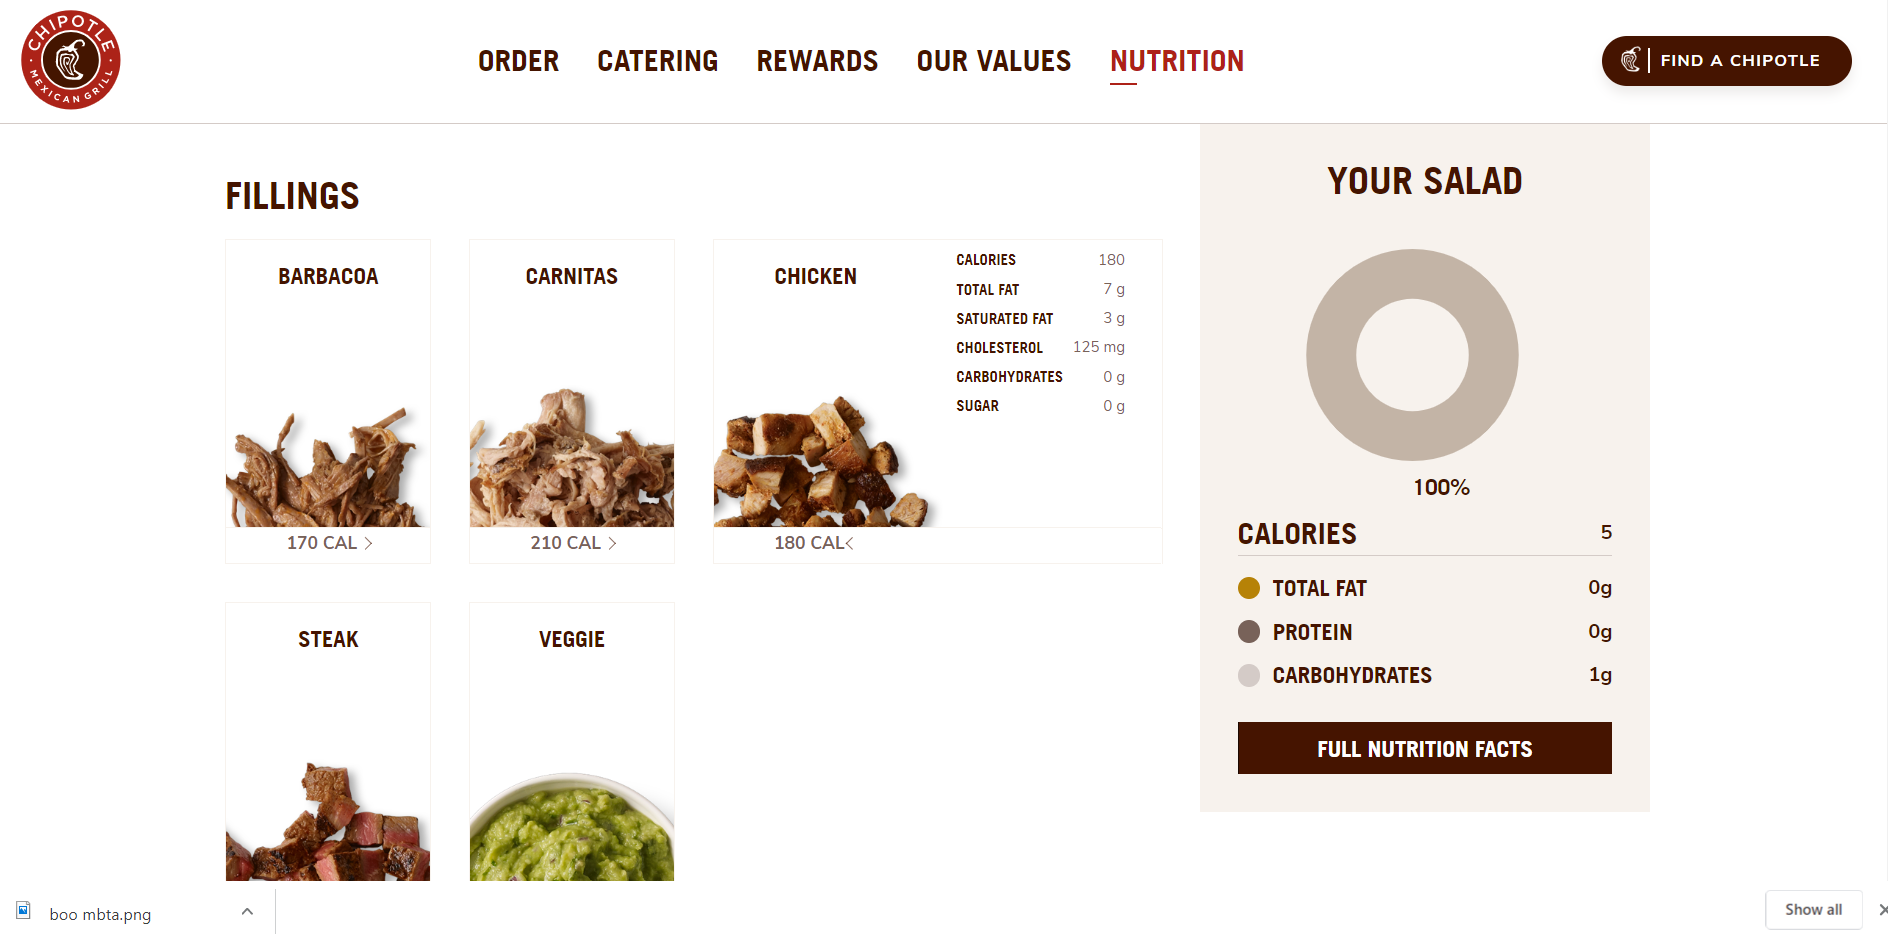 CHIPOTLE
MEXICAN GRILL
ORDER CATERING REWARDS OUR VALUES NUTRITION
FIND A CHIPOTLE
FILLINGS
BARBACOA
170 CAL
CARNITAS
210 CAL
CHICKEN
CALORIES 180
TOTAL FAT 7 g
SATURATED FAT 3 g
CHOLESTEROL 125 mg
CARBOHYDRATES 0 g
SUGAR 0 g
180 CAL
STEAK
VEGGIE
YOUR SALAD
100%
CALORIES 5
TOTAL FAT 0g
PROTEIN 0g
CARBOHYDRATES 1g
FULL NUTRITION FACTS
boo mbta.png
Show all